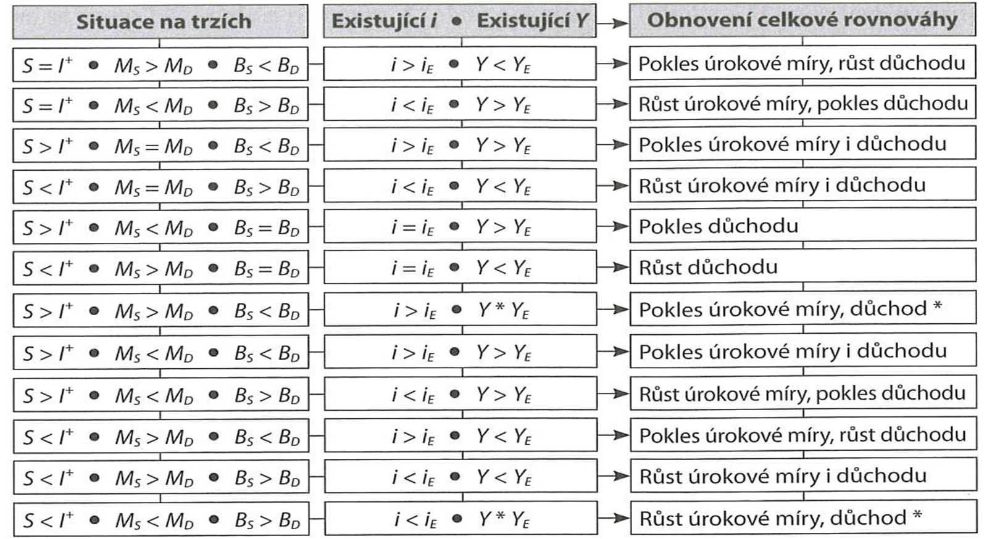 Situace na trzích Existující i • Existující Y Obnovení celkové rovnováhy
S = I⁺ • M_S > M_D • B_S < B_D i > i_E • Y < Y_E Pokles úrokové míry, růst důchodu
S = I⁺ • M_S < M_D • B_S > B_D i < i_E • Y > Y_E Růst úrokové míry, pokles důchodu
S > I⁺ • M_S = M_D • B_S < B_D i > i_E • Y > Y_E Pokles úrokové míry i důchodu
S < I⁺ • M_S = M_D • B_S > B_D i < i_E • Y < Y_E Růst úrokové míry i důchodu
S > I⁺ • M_S < M_D • B_S = B_D i = i_E • Y > Y_E Pokles důchodu
S < I⁺ • M_S > M_D • B_S = B_D i = i_E • Y < Y_E Růst důchodu
S > I⁺ • M_S > M_D • B_S < B_D i > i_E • Y * Y_E Pokles úrokové míry, důchod *
S > I⁺ • M_S < M_D • B_S < B_D i > i_E • Y > Y_E Pokles úrokové míry i důchodu
S > I⁺ • M_S < M_D • B_S > B_D i < i_E • Y > Y_E Růst úrokové míry, pokles důchodu
S < I⁺ • M_S > M_D • B_S < B_D i > i_E • Y < Y_E Pokles úrokové míry, růst důchodu
S < I⁺ • M_S > M_D • B_S > B_D i < i_E • Y < Y_E Růst úrokové míry i důchodu
S < I⁺ • M_S < M_D • B_S > B_D i < i_E • Y * Y_E Růst úrokové míry, důchod *